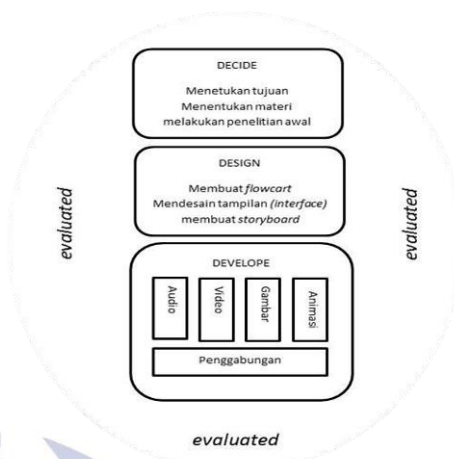 DECIDE
Menetukan tujuan
Menentukan materi
melakukan penelitian awal
DESIGN
Membuat flowcart
Mendesain tampilan (interface)
membuat storyboard
evaluated
evaluated
DEVELOPE
Audio
Video
Gambar
Animasi
Penggabungan
evaluated